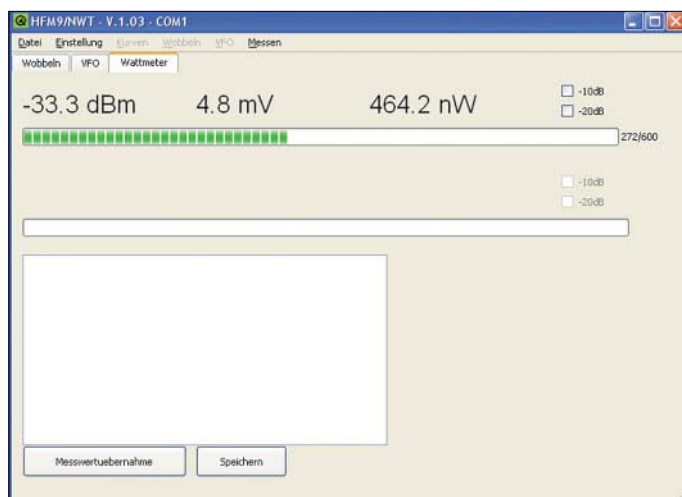 HFM9/NWT - V.1.03 - COM1
Datei Einstellung Kurven Wobbeln VFO Messen
Wobbeln VFO Wattmeter
-33.3 dBm 4.8 mV 464.2 nW
-10dB
-20dB
272/600
-10dB
-20dB
Messwertuebernahme Speichern